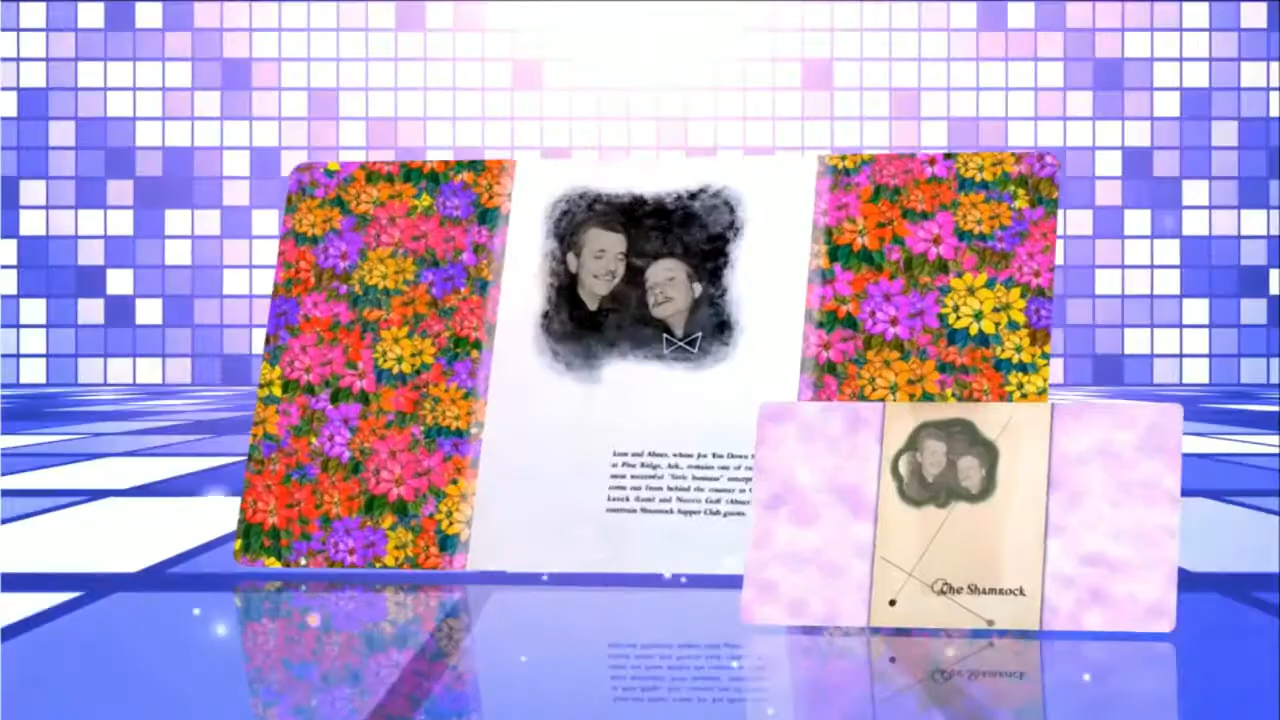 Lum and Abner, whose Jot 'Em Down
at Pine Ridge, Ark., remains one of
most successful "little business"
come out from behind the counter to
Lauck (Lum) and Norris Goff (Abner)
entertain Shamrock Supper Club guests.
The Shamrock